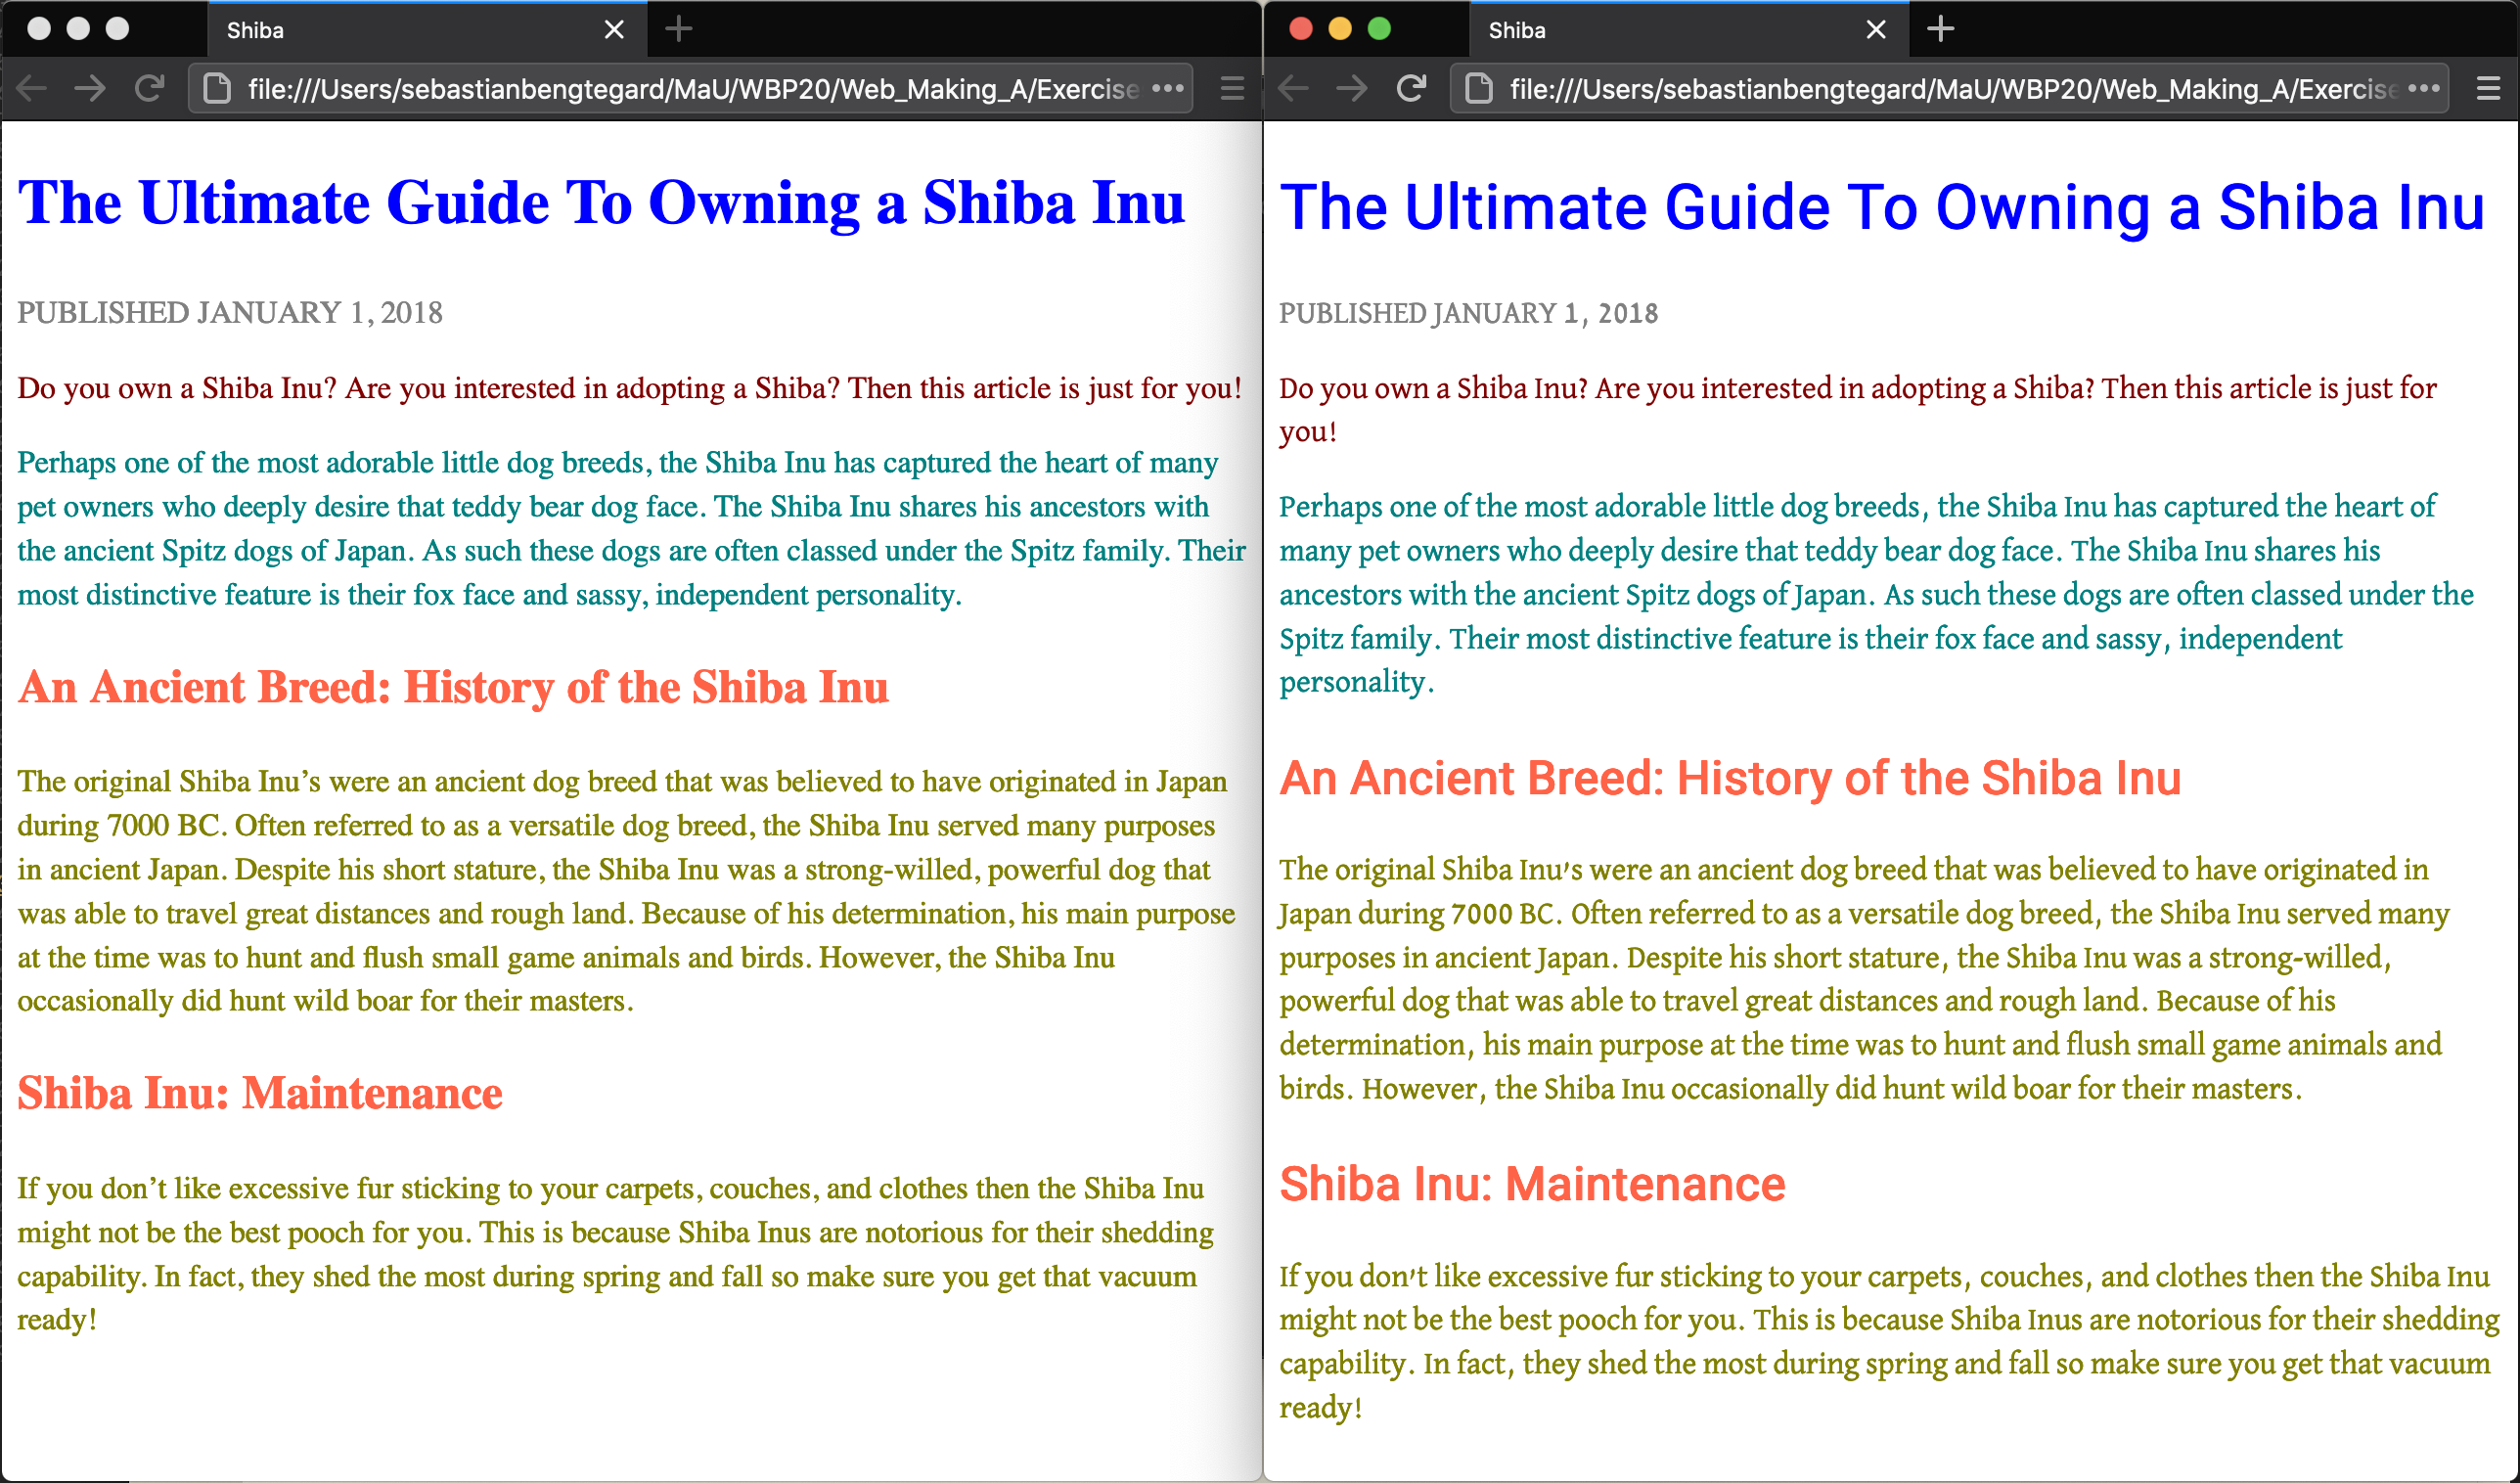 Shiba
file:///Users/sebastianbengtegard/MaU/WBP20/Web_Making_A/Exercise
The Ultimate Guide To Owning a Shiba Inu
PUBLISHED JANUARY 1, 2018
Do you own a Shiba Inu? Are you interested in adopting a Shiba? Then this article is just for you!
Perhaps one of the most adorable little dog breeds, the Shiba Inu has captured the heart of many
pet owners who deeply desire that teddy bear dog face. The Shiba Inu shares his ancestors with
the ancient Spitz dogs of Japan. As such these dogs are often classed under the Spitz family. Their
most distinctive feature is their fox face and sassy, independent personality.
An Ancient Breed: History of the Shiba Inu
The original Shiba Inu’s were an ancient dog breed that was believed to have originated in Japan
during 7000 BC. Often referred to as a versatile dog breed, the Shiba Inu served many purposes
in ancient Japan. Despite his short stature, the Shiba Inu was a strong-willed, powerful dog that
was able to travel great distances and rough land. Because of his determination, his main purpose
at the time was to hunt and flush small game animals and birds. However, the Shiba Inu
occasionally did hunt wild boar for their masters.
Shiba Inu: Maintenance
If you don’t like excessive fur sticking to your carpets, couches, and clothes then the Shiba Inu
might not be the best pooch for you. This is because Shiba Inus are notorious for their shedding
capability. In fact, they shed the most during spring and fall so make sure you get that vacuum
ready!
Shiba
file:///Users/sebastianbengtegard/MaU/WBP20/Web_Making_A/Exercise
The Ultimate Guide To Owning a Shiba Inu
PUBLISHED JANUARY 1, 2018
Do you own a Shiba Inu? Are you interested in adopting a Shiba? Then this article is just for
you!
Perhaps one of the most adorable little dog breeds, the Shiba Inu has captured the heart of
many pet owners who deeply desire that teddy bear dog face. The Shiba Inu shares his
ancestors with the ancient Spitz dogs of Japan. As such these dogs are often classed under the
Spitz family. Their most distinctive feature is their fox face and sassy, independent
personality.
An Ancient Breed: History of the Shiba Inu
The original Shiba Inu’s were an ancient dog breed that was believed to have originated in
Japan during 7000 BC. Often referred to as a versatile dog breed, the Shiba Inu served many
purposes in ancient Japan. Despite his short stature, the Shiba Inu was a strong-willed,
powerful dog that was able to travel great distances and rough land. Because of his
determination, his main purpose at the time was to hunt and flush small game animals and
birds. However, the Shiba Inu occasionally did hunt wild boar for their masters.
Shiba Inu: Maintenance
If you don’t like excessive fur sticking to your carpets, couches, and clothes then the Shiba Inu
might not be the best pooch for you. This is because Shiba Inus are notorious for their shedding
capability. In fact, they shed the most during spring and fall so make sure you get that vacuum
ready!